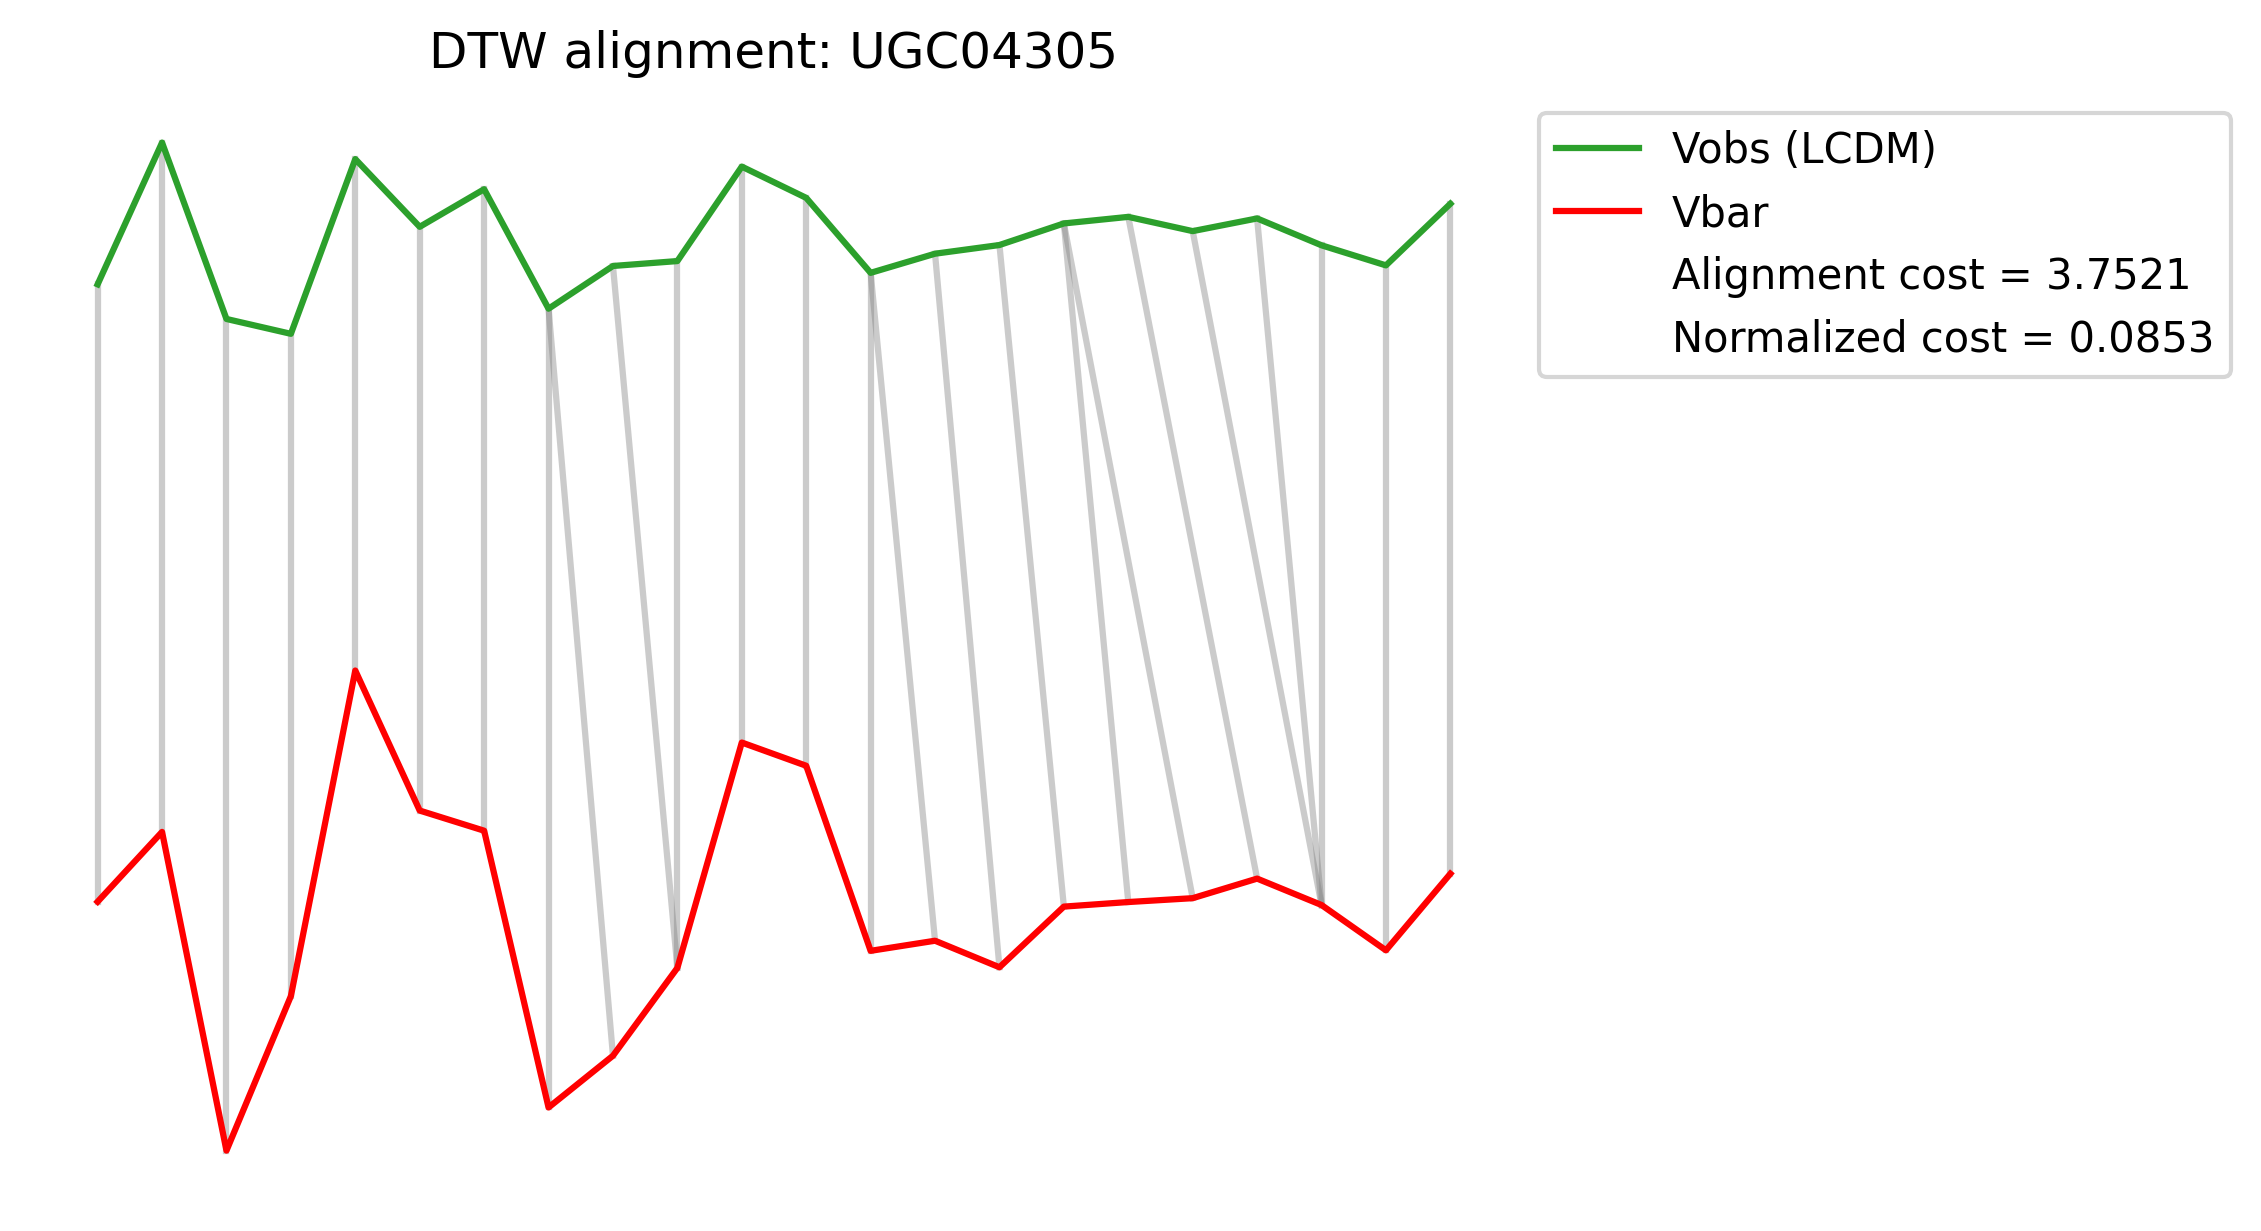 DTW alignment: UGC04305
Vobs (LCDM)
Vbar
Alignment cost = 3.7521
Normalized cost = 0.0853